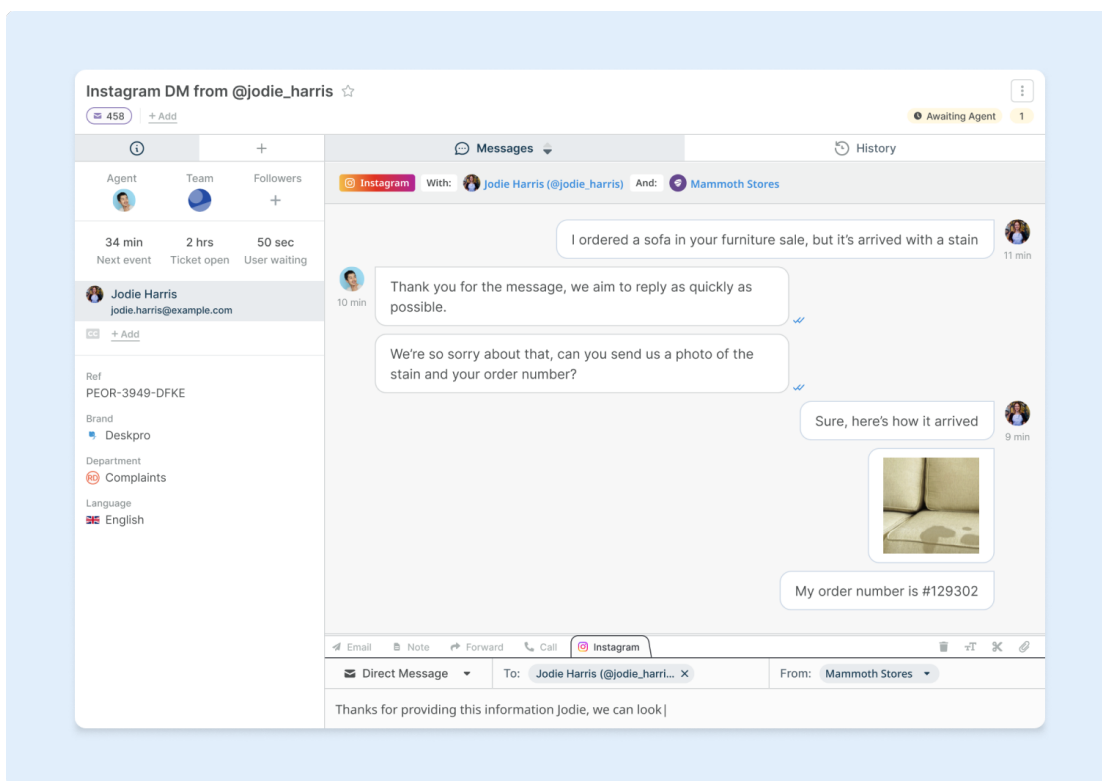 Instagram DM from @jodie_harris
458
+ Add
Awaiting Agent
1
Messages
History
Agent
Team
Followers
34 min
2 hrs
50 sec
Next event
Ticket open
User waiting
Jodie Harris
jodie.harris@example.com
CC
+ Add
Ref
PEOR-3949-DFKE
Brand
Deskpro
Department
RD
Complaints
Language
English
Instagram
With:
Jodie Harris (@jodie_harris)
And:
Mammoth Stores
I ordered a sofa in your furniture sale, but it’s arrived with a stain
11 min
10 min
Thank you for the message, we aim to reply as quickly as
possible.
We’re so sorry about that, can you send us a photo of the
stain and your order number?
Sure, here’s how it arrived
9 min
My order number is #129302
Email
Note
Forward
Call
Instagram
Direct Message
To:
Jodie Harris (@jodie_harri...
From:
Mammoth Stores
Thanks for providing this information Jodie, we can look